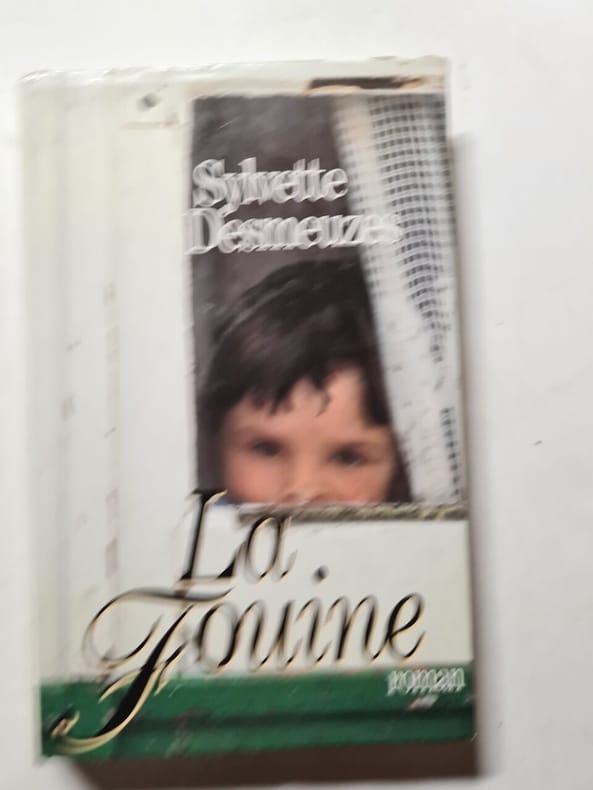 Sylvette
Desmeuzes
La
Fouine
roman